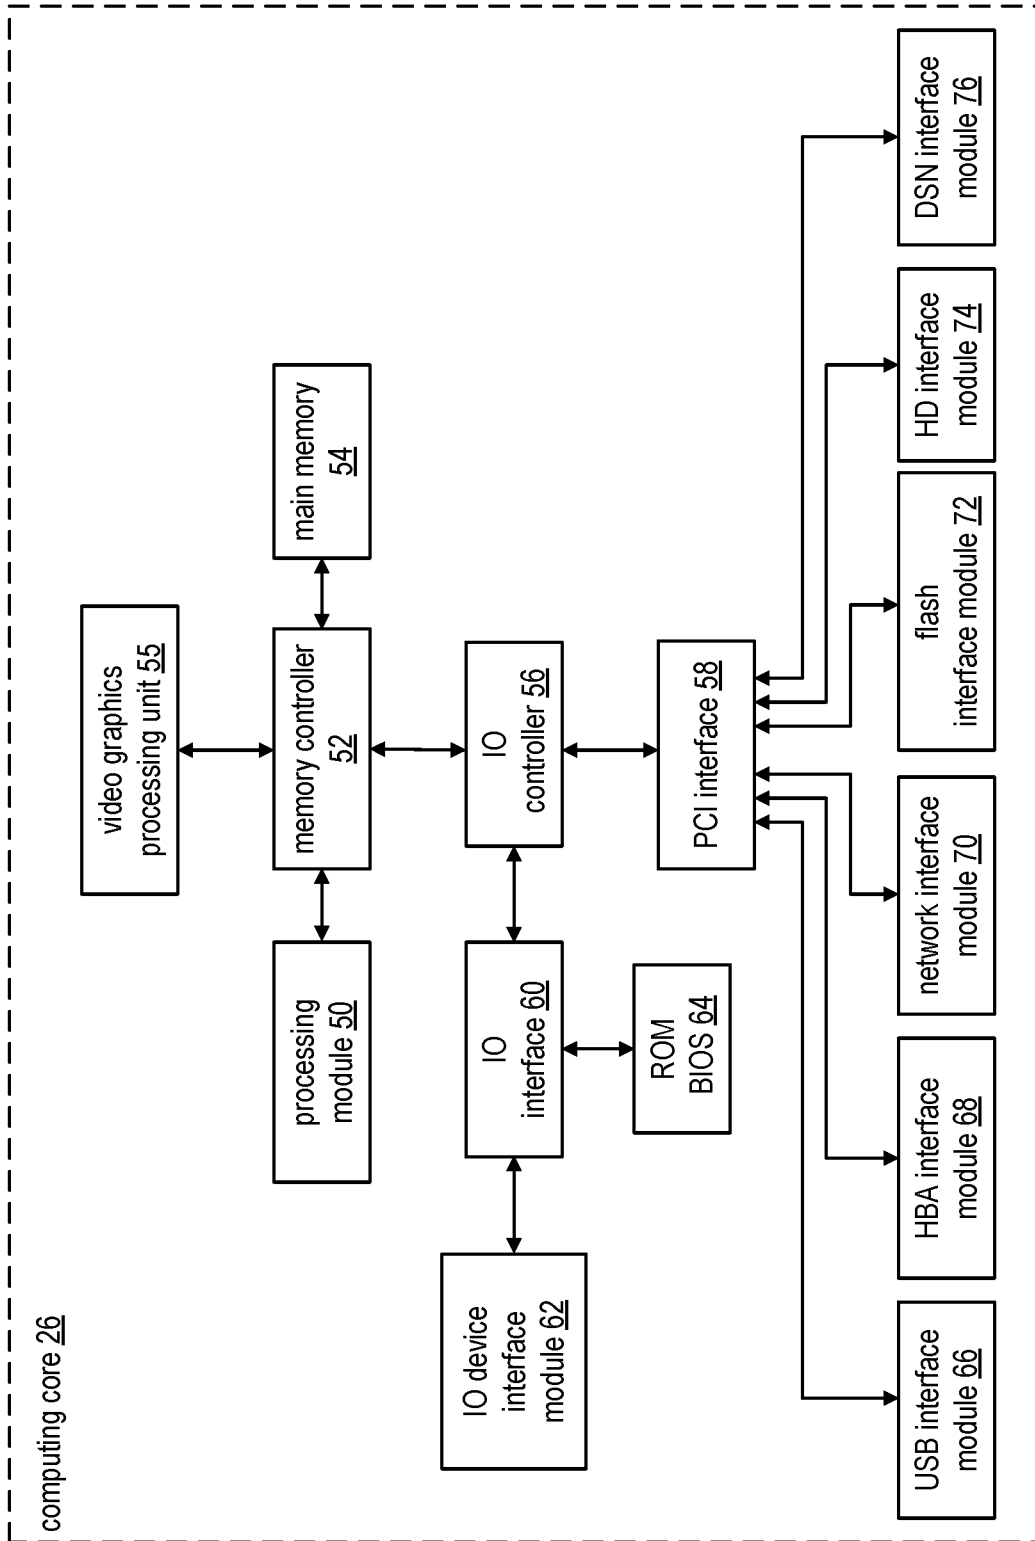 computing core 26
video graphics
processing unit 55
processing
module 50
memory controller
52
main memory
54
IO device
interface
module 62
IO
interface 60
IO
controller 56
ROM
BIOS 64
PCI interface 58
USB interface
module 66
HBA interface
module 68
network interface
module 70
flash
interface module 72
HD interface
module 74
DSN interface
module 76